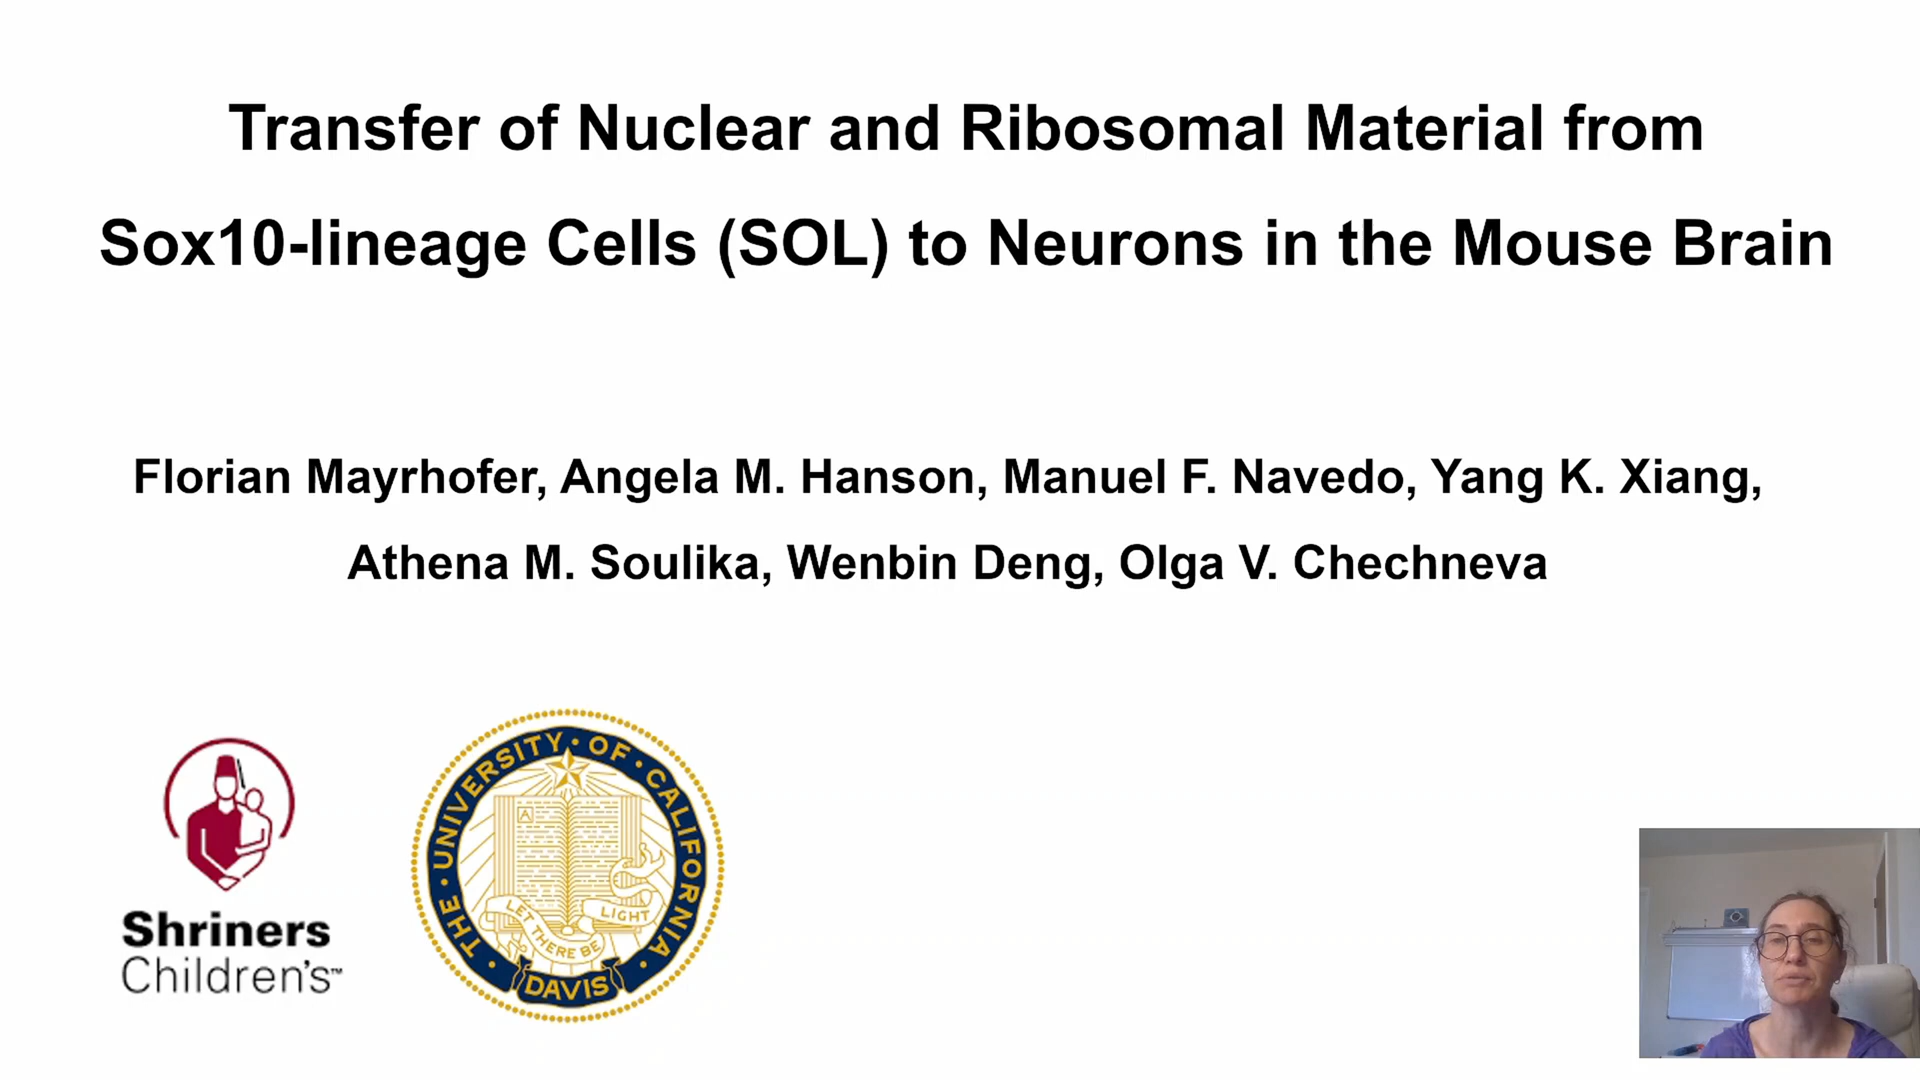 Transfer of Nuclear and Ribosomal Material from
Sox10-lineage Cells (SOL) to Neurons in the Mouse Brain
Florian Mayrhofer, Angela M. Hanson, Manuel F. Navedo, Yang K. Xiang,
Athena M. Soulika, Wenbin Deng, Olga V. Chechneva
Shriners
Children's™
THE · UNIVERSITY · OF · CALIFORNIA
A
LET THERE BE
LIGHT
DAVIS